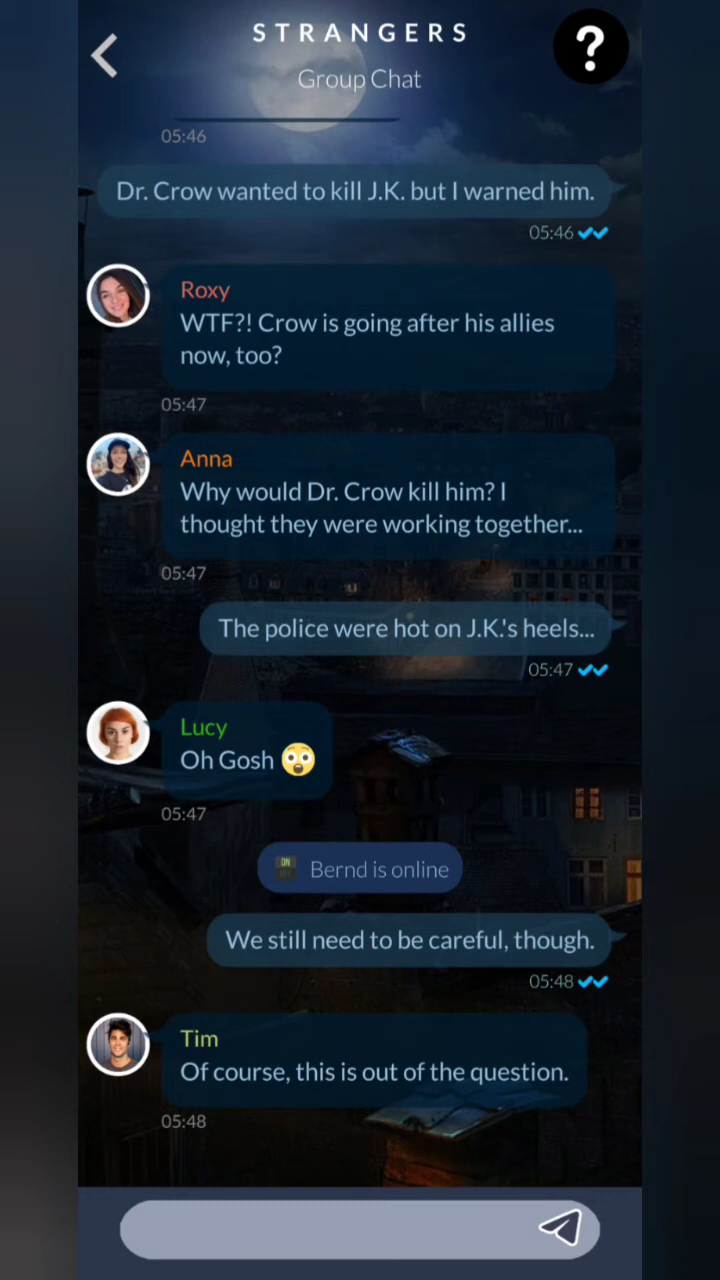 STRANGERS
?
Group Chat
05:46
Dr. Crow wanted to kill J.K. but I warned him.
05:46
Roxy
WTF?! Crow is going after his allies
now, too?
05:47
Anna
Why would Dr. Crow kill him? I
thought they were working together...
05:47
The police were hot on J.K.'s heels...
05:47
Lucy
Oh Gosh 😲
05:47
ON
Bernd is online
We still need to be careful, though.
05:48
Tim
Of course, this is out of the question.
05:48